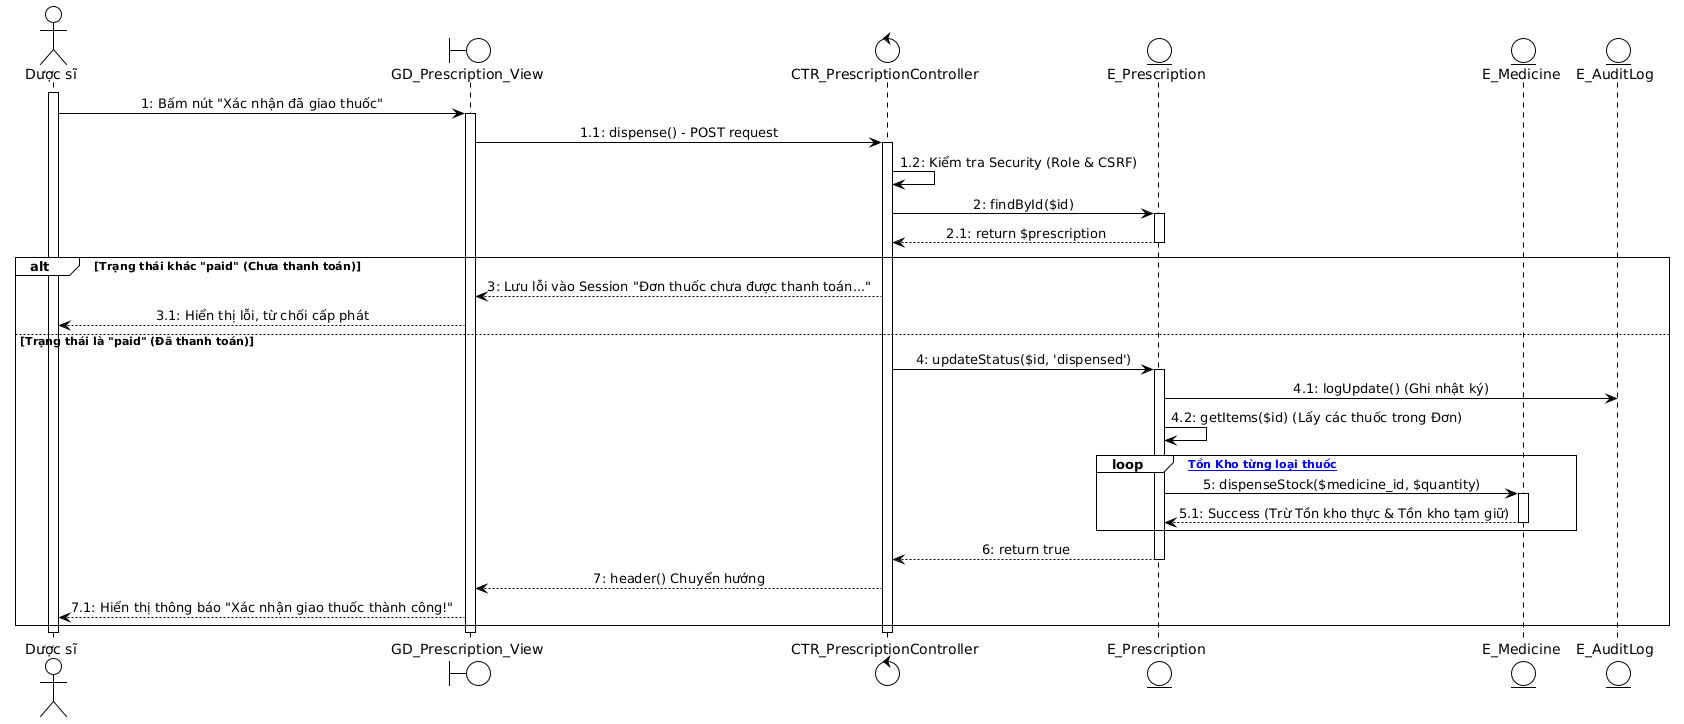 Dược sĩ
GD_Prescription_View
CTR_PrescriptionController
E_Prescription
E_Medicine
E_AuditLog
1: Bấm nút "Xác nhận đã giao thuốc"
1.1: dispense() - POST request
1.2: Kiểm tra Security (Role & CSRF)
2: findById($id)
2.1: return $prescription
alt
[Trạng thái khác "paid" (Chưa thanh toán)]
3: Lưu lỗi vào Session "Đơn thuốc chưa được thanh toán..."
3.1: Hiển thị lỗi, từ chối cấp phát
[Trạng thái là "paid" (Đã thanh toán)]
4: updateStatus($id, 'dispensed')
4.1: logUpdate() (Ghi nhật ký)
4.2: getItems($id) (Lấy các thuốc trong Đơn)
loop
Tồn Kho từng loại thuốc
5: dispenseStock($medicine_id, $quantity)
5.1: Success (Trừ Tồn kho thực & Tồn kho tạm giữ)
6: return true
7: header() Chuyển hướng
7.1: Hiển thị thông báo "Xác nhận giao thuốc thành công!"
Dược sĩ
GD_Prescription_View
CTR_PrescriptionController
E_Prescription
E_Medicine
E_AuditLog